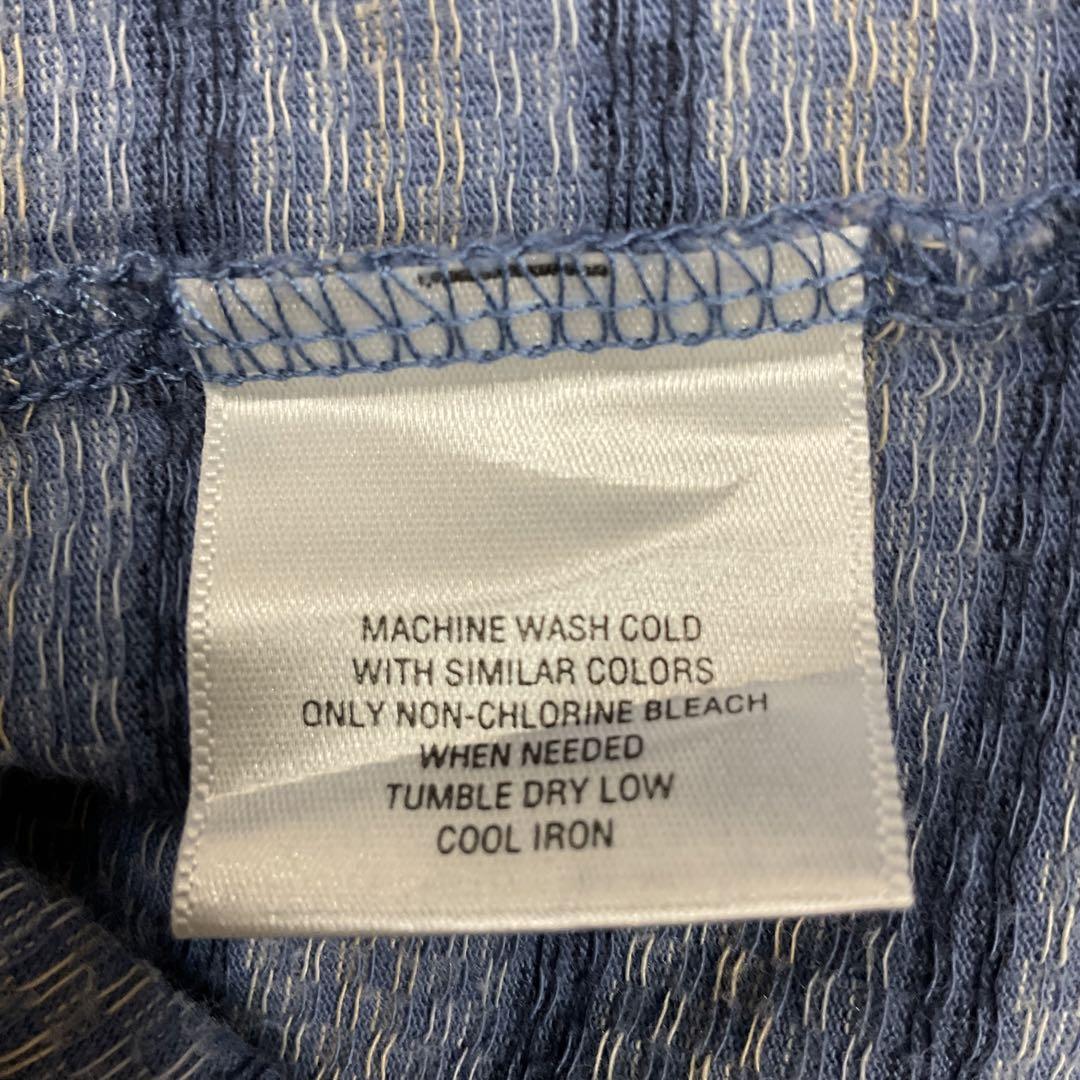 MACHINE WASH COLD
WITH SIMILAR COLORS
ONLY NON-CHLORINE BLEACH
WHEN NEEDED
TUMBLE DRY LOW
COOL IRON